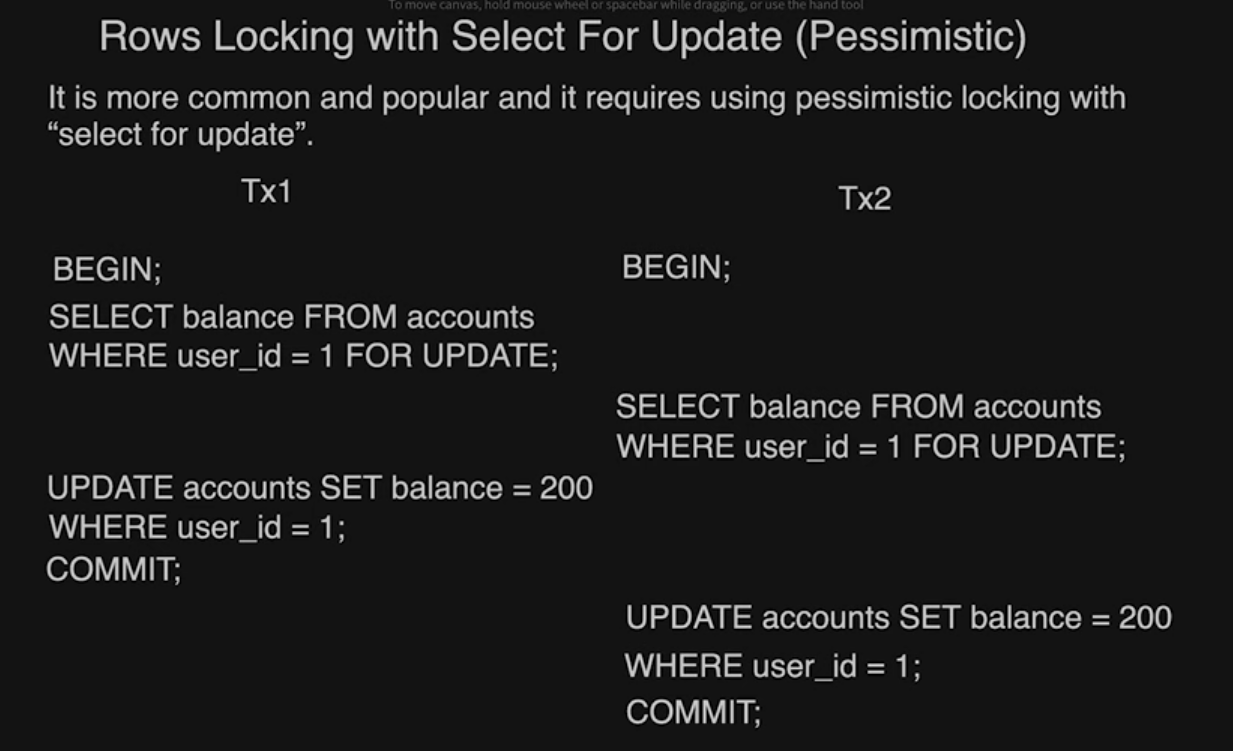 To move canvas, hold mouse wheel or spacebar while dragging, or use the hand tool
Rows Locking with Select For Update (Pessimistic)
It is more common and popular and it requires using pessimistic locking with
“select for update”.
Tx1
Tx2
BEGIN;
BEGIN;
SELECT balance FROM accounts
WHERE user_id = 1 FOR UPDATE;
SELECT balance FROM accounts
WHERE user_id = 1 FOR UPDATE;
UPDATE accounts SET balance = 200
WHERE user_id = 1;
COMMIT;
UPDATE accounts SET balance = 200
WHERE user_id = 1;
COMMIT;